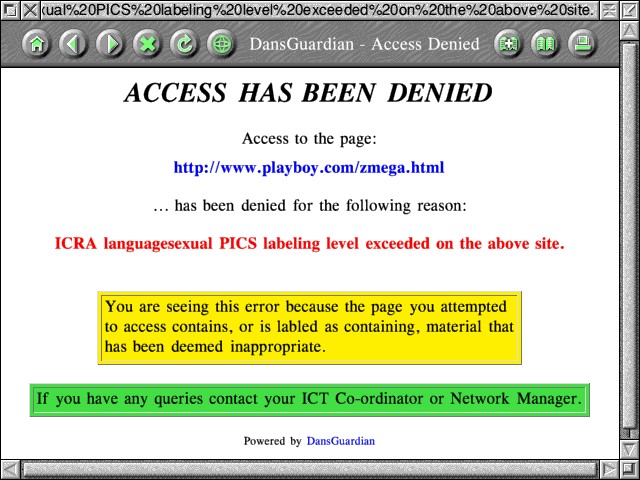 xual%20PICS%20labeling%20level%20exceeded%20on%20the%20above%20site.
DansGuardian - Access Denied
ACCESS HAS BEEN DENIED
Access to the page:
http://www.playboy.com/zmega.html
... has been denied for the following reason:
ICRA languagesexual PICS labeling level exceeded on the above site.
You are seeing this error because the page you attempted
to access contains, or is labled as containing, material that
has been deemed inappropriate.
If you have any queries contact your ICT Co-ordinator or Network Manager.
Powered by DansGuardian